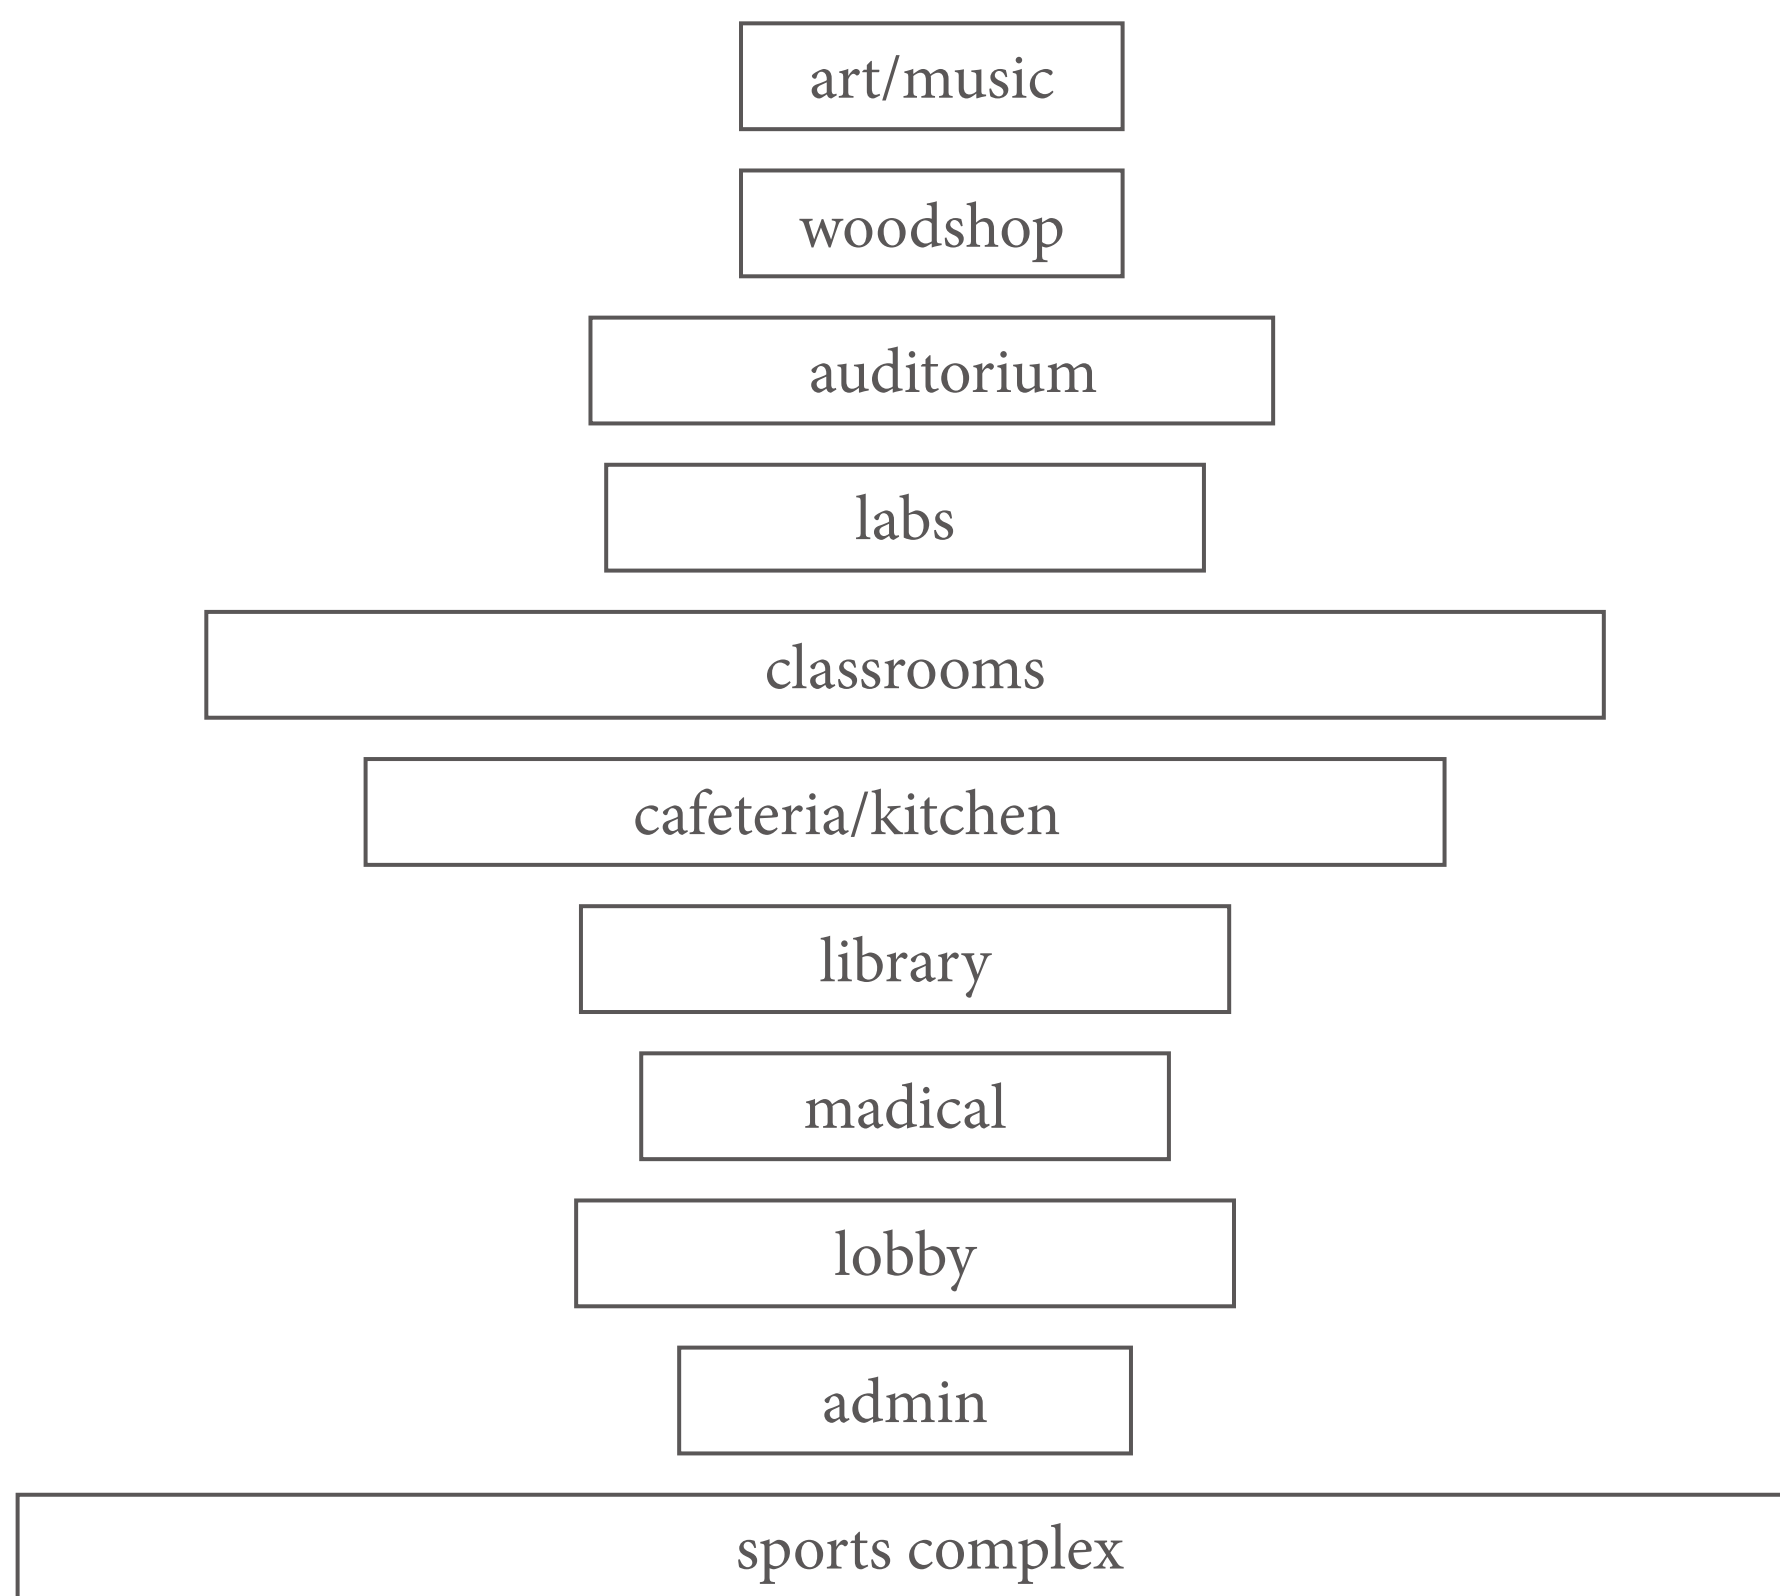 art/music
woodshop
auditorium
labs
classrooms
cafeteria/kitchen
library
madical
lobby
admin
sports complex